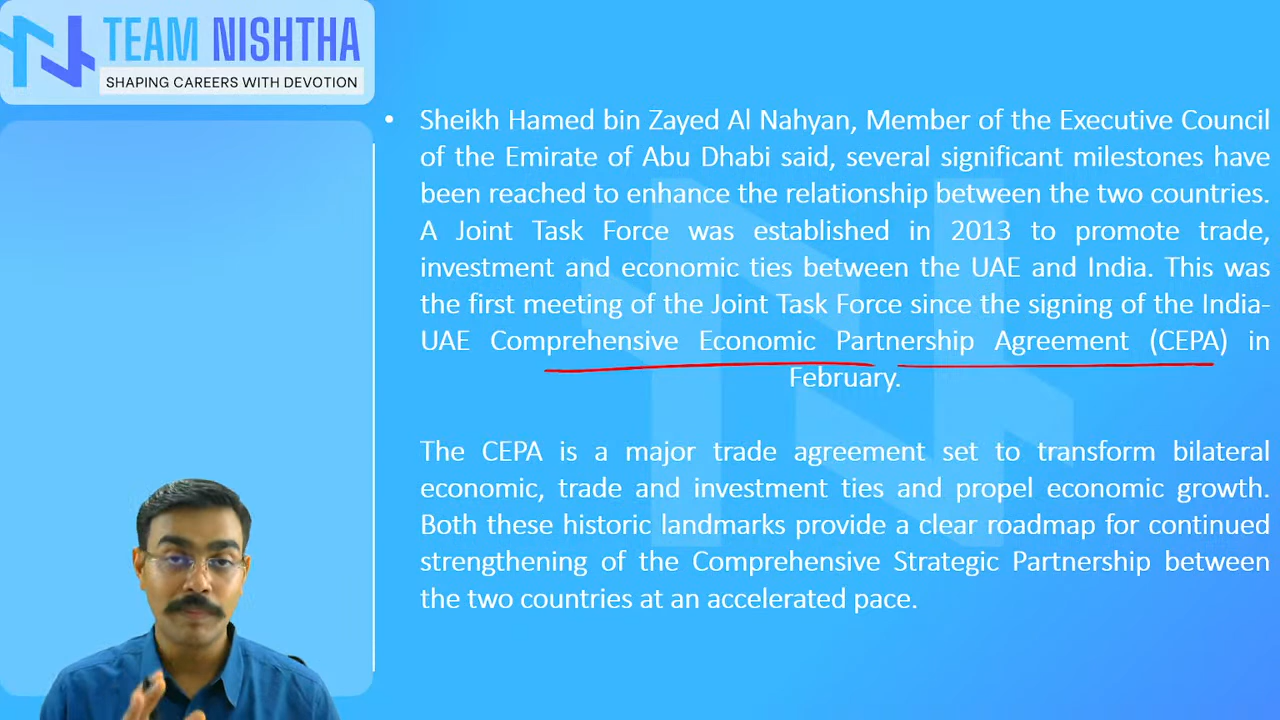 TEAM NISHTHA
SHAPING CAREERS WITH DEVOTION
• Sheikh Hamed bin Zayed Al Nahyan, Member of the Executive Council
of the Emirate of Abu Dhabi said, several significant milestones have
been reached to enhance the relationship between the two countries.
A Joint Task Force was established in 2013 to promote trade,
investment and economic ties between the UAE and India. This was
the first meeting of the Joint Task Force since the signing of the India-
UAE Comprehensive Economic Partnership Agreement (CEPA) in
February.
The CEPA is a major trade agreement set to transform bilateral
economic, trade and investment ties and propel economic growth.
Both these historic landmarks provide a clear roadmap for continued
strengthening of the Comprehensive Strategic Partnership between
the two countries at an accelerated pace.